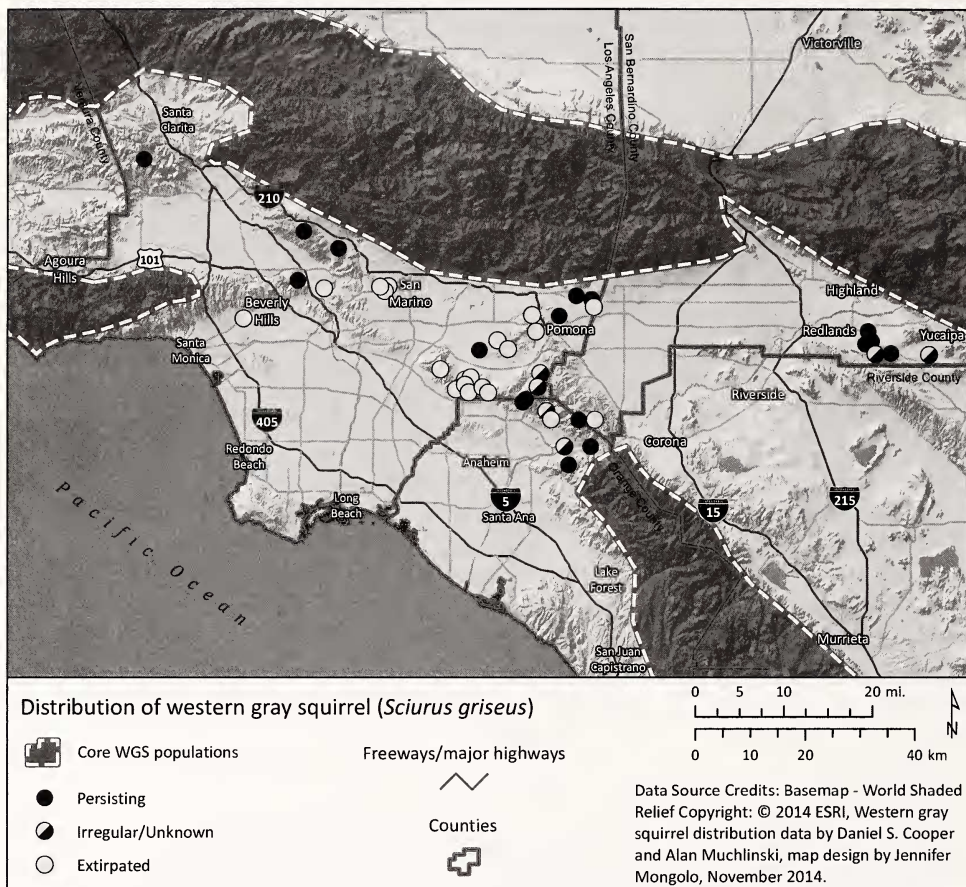 Victorville
San Bernardino County
Los Angeles County
Ventura County
Santa
Clarita
210
Agoura
Hills
101
San
Marino
Beverly
Hills
Highland
Pomona
Redlands
Yucaipa
Santa
Monica
Riverside County
Riverside
405
Redondo
Beach
Corona
Anaheim
Orange County
Long
Beach
5
Santa Ana
15
215
Pacific Ocean
Lake
Forest
Murrieta
San Juan
Capistrano
Distribution of western gray squirrel (Sciurus griseus)
Core WGS populations
Persisting
Irregular/Unknown
Extirpated
Freeways/major highways
Counties
0 5 10 20 mi.
0 10 20 40 km
N
Data Source Credits: Basemap - World Shaded
Relief Copyright: © 2014 ESRI, Western gray
squirrel distribution data by Daniel S. Cooper
and Alan Muchlinski, map design by Jennifer
Mongolo, November 2014.